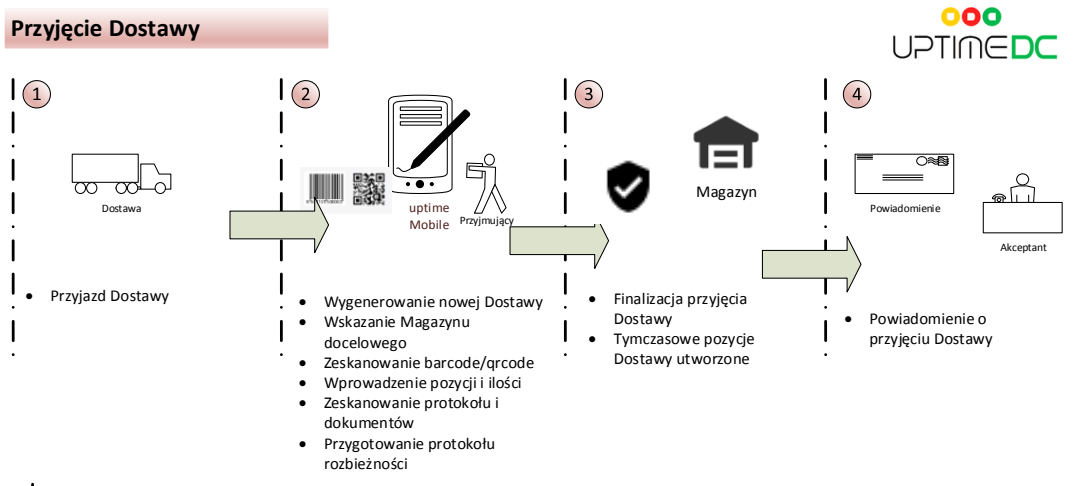 Przyjęcie Dostawy
UPTIMEDC
1
2
3
4
Dostawa
uptime
Mobile
Przyjmujący
Magazyn
Powiadomienie
Akceptant
• Przyjazd Dostawy
• Wygenerowanie nowej Dostawy
• Wskazanie Magazynu
docelowego
• Zeskanowanie barcode/qrcode
• Wprowadzenie pozycji i ilości
• Zeskanowanie protokołu i
dokumentów
• Przygotowanie protokołu
rozbieżności
• Finalizacja przyjęcia
Dostawy
• Tymczasowe pozycje
Dostawy utworzone
• Powiadomienie o
przyjęciu Dostawy